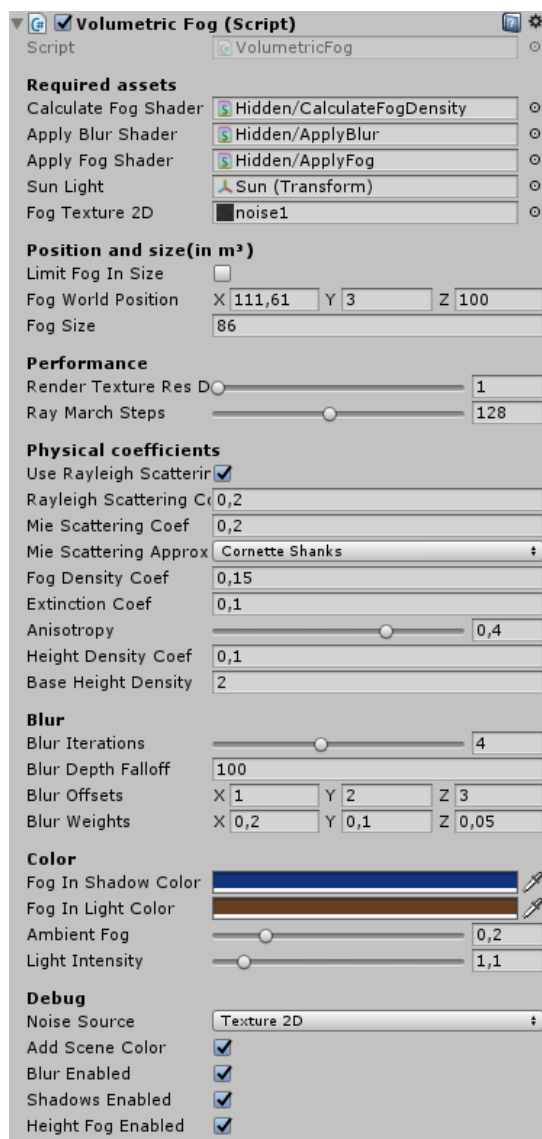 Volumetric Fog (Script)
Script VolumetricFog
Required assets
Calculate Fog Shader Hidden/CalculateFogDensity
Apply Blur Shader Hidden/ApplyBlur
Apply Fog Shader Hidden/ApplyFog
Sun Light Sun (Transform)
Fog Texture 2D noise1
Position and size(in m³)
Limit Fog In Size
Fog World Position X 111,61 Y 3 Z 100
Fog Size 86
Performance
Render Texture Res D 1
Ray March Steps 128
Physical coefficients
Use Rayleigh Scatterin
Rayleigh Scattering Co 0,2
Mie Scattering Coef 0,2
Mie Scattering Approx Cornette Shanks
Fog Density Coef 0,15
Extinction Coef 0,1
Anisotropy 0,4
Height Density Coef 0,1
Base Height Density 2
Blur
Blur Iterations 4
Blur Depth Falloff 100
Blur Offsets X 1 Y 2 Z 3
Blur Weights X 0,2 Y 0,1 Z 0,05
Color
Fog In Shadow Color
Fog In Light Color
Ambient Fog 0,2
Light Intensity 1,1
Debug
Noise Source Texture 2D
Add Scene Color
Blur Enabled
Shadows Enabled
Height Fog Enabled